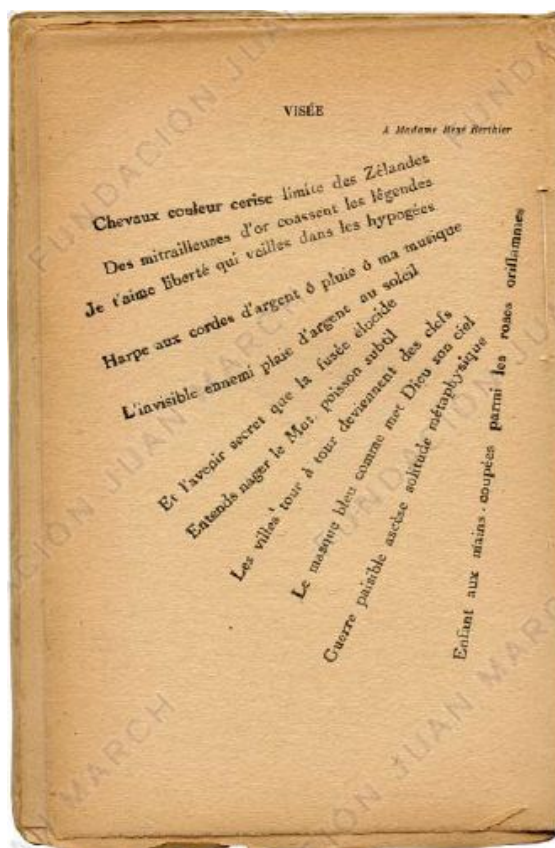 VISÉE
A Madame René Berthier
Chevaux couleur cerise limite des Zélandes
Des mitrailleuses d'or coassent les légendes
Je t'aime liberté qui veilles dans les hypogées
Harpe aux cordes d'argent ô pluie ô ma musique
L'invisible ennemi plaie d'argent au soleil
Et l'avenir secret que la fusée élucide
Entends nager le Mot poisson subtil
Les villes tour à tour deviennent des clefs
Le masque bleu comme met Dieu son ciel
Guerre paisible ascèse solitude métaphysique
Enfant aux mains coupées parmi les roses oriflammes
FUNDACIÓN JUAN MARCH